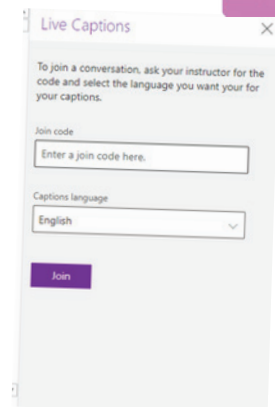 Live Captions
To join a conversation, ask your instructor for the
code and select the language you want your for
your captions.
Join code
Enter a join code here.
Captions language
English
Join